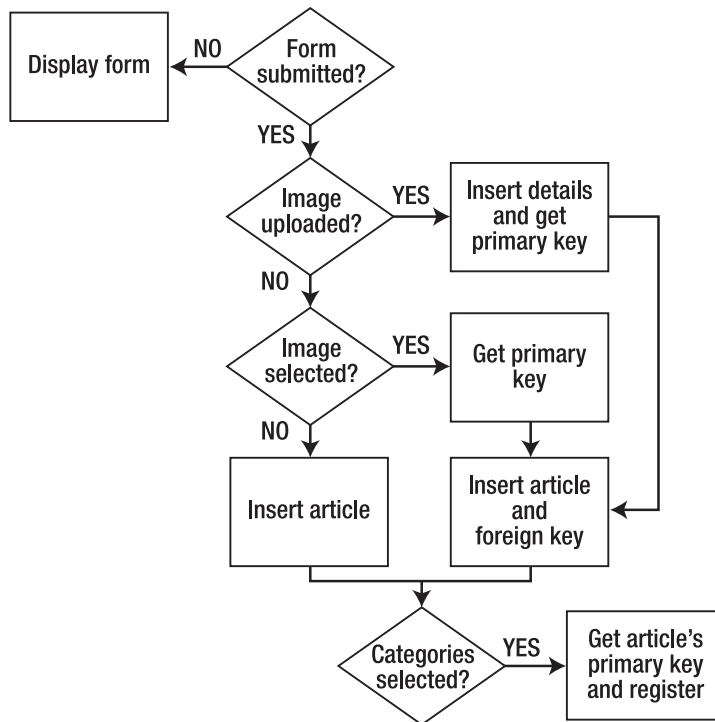 Display form
NO
Form
submitted?
YES
Image
uploaded?
YES
Insert details
and get
primary key
NO
Image
selected?
YES
Get primary
key
NO
Insert article
Insert article
and
foreign key
Categories
selected?
YES
Get article's
primary key
and register